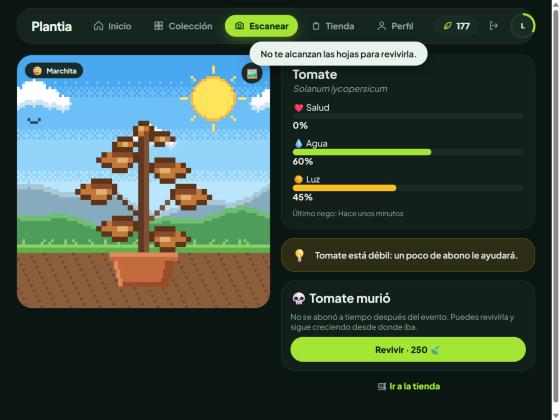 Plantia
Inicio
Colección
Escanear
Tienda
Perfil
177
L
No te alcanzan las hojas para revivirla.
Marchita
Tomate
Solanum lycopersicum
Salud
0%
Agua
60%
Luz
45%
Último riego: Hace unos minutos
Tomate está débil: un poco de abono le ayudará.
Tomate murió
No se abonó a tiempo después del evento. Puedes revivirla y
sigue creciendo desde donde iba.
Revivir · 250
Ir a la tienda